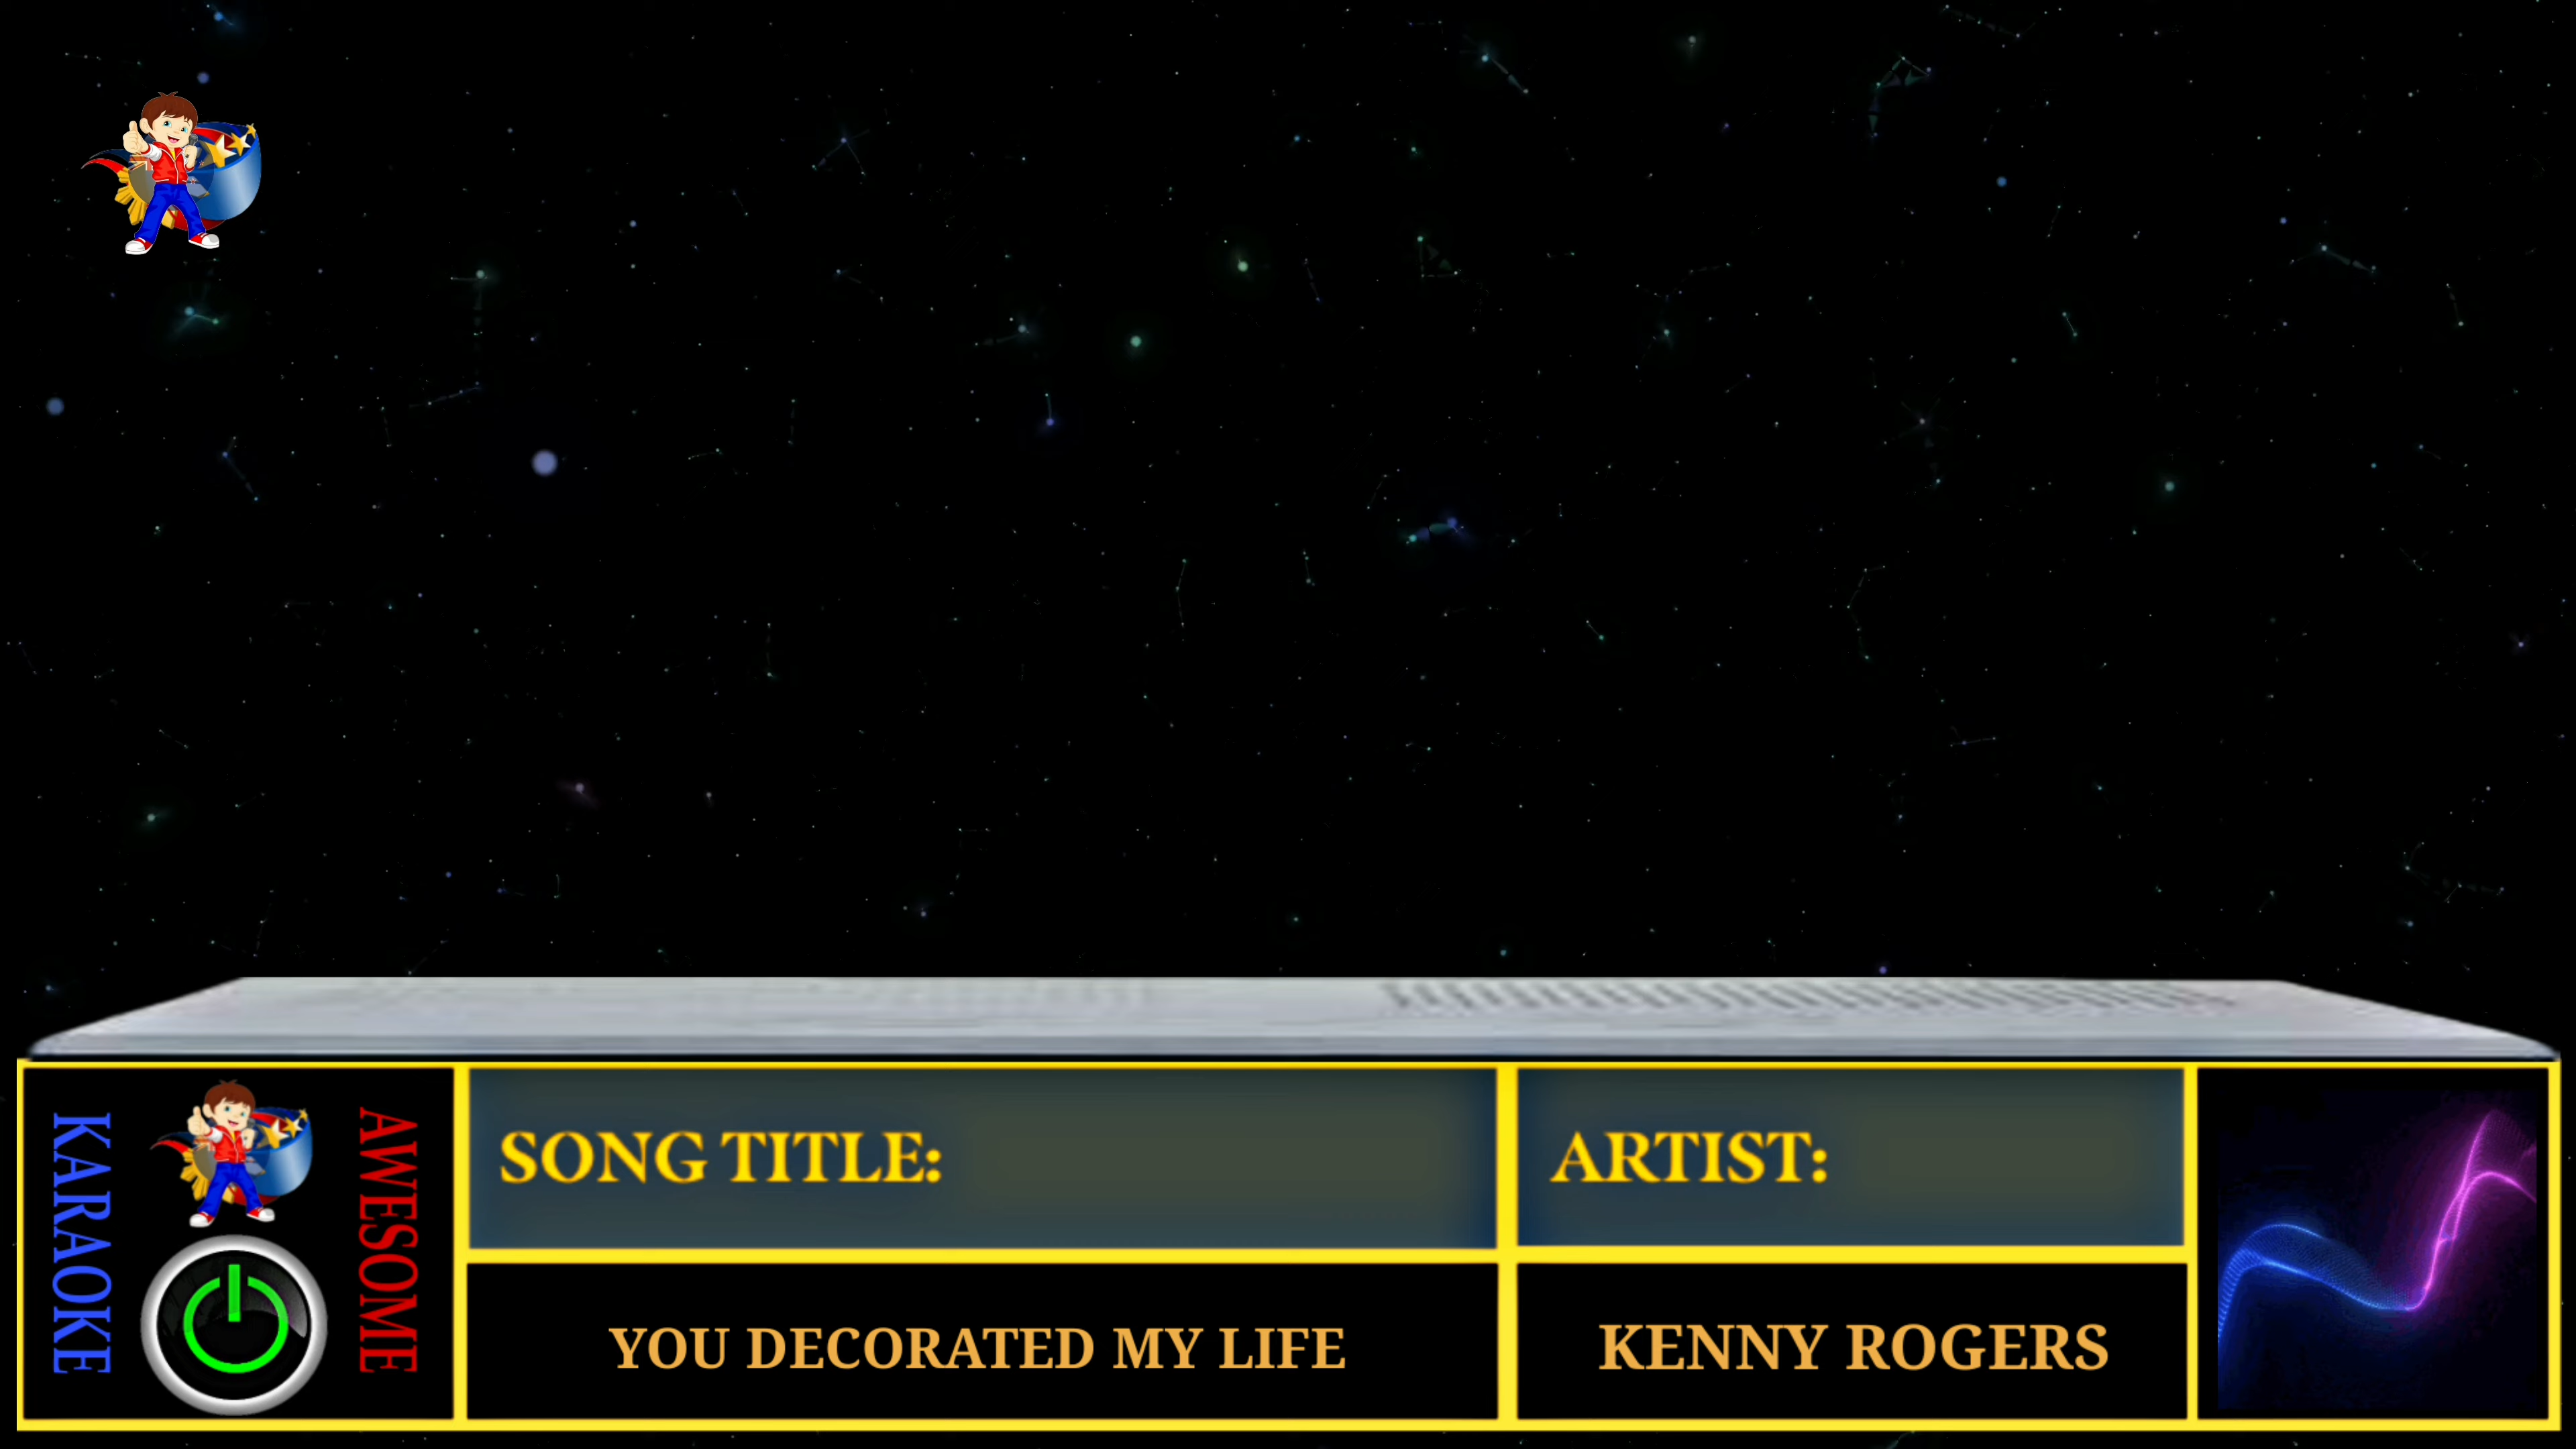 KARAOKE
AWESOME
SONG TITLE:
ARTIST:
YOU DECORATED MY LIFE
KENNY ROGERS